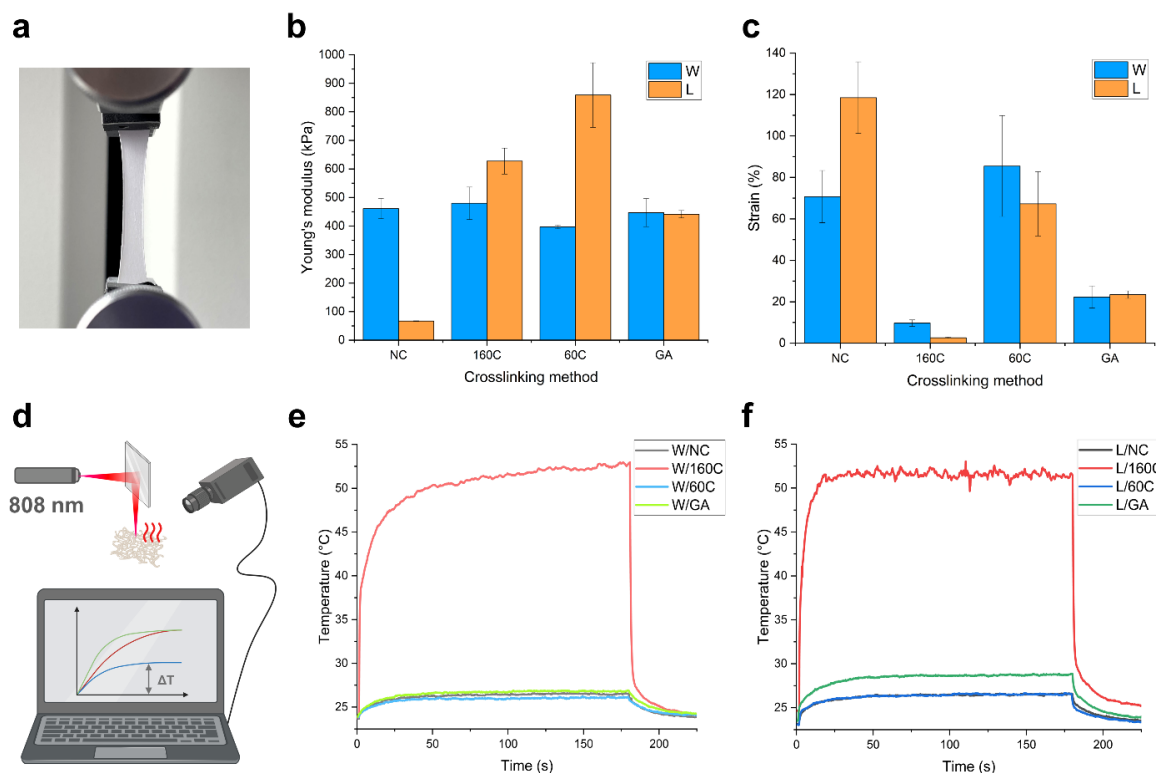 a
b
1000
900
800
700
600
500
400
300
200
100
0
Young's modulus (kPa)
W
L
NC
160C
60C
GA
Crosslinking method
c
140
120
100
80
60
40
20
0
Strain (%)
W
L
NC
160C
60C
GA
Crosslinking method
d
808 nm
ΔT
e
55
50
45
40
35
30
25
Temperature (°C)
W/NC
W/160C
W/60C
W/GA
0
50
100
150
200
Time (s)
f
55
50
45
40
35
30
25
Temperature (°C)
L/NC
L/160C
L/60C
L/GA
0
50
100
150
200
Time (s)